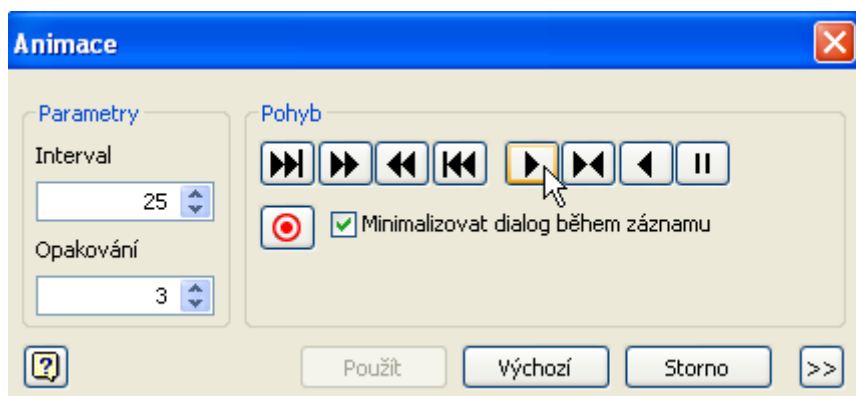 Animace
Parametry
Interval
25
Opakování
3
Pohyb
Minimalizovat dialog během záznamu
Použít
Výchozí
Storno
>>